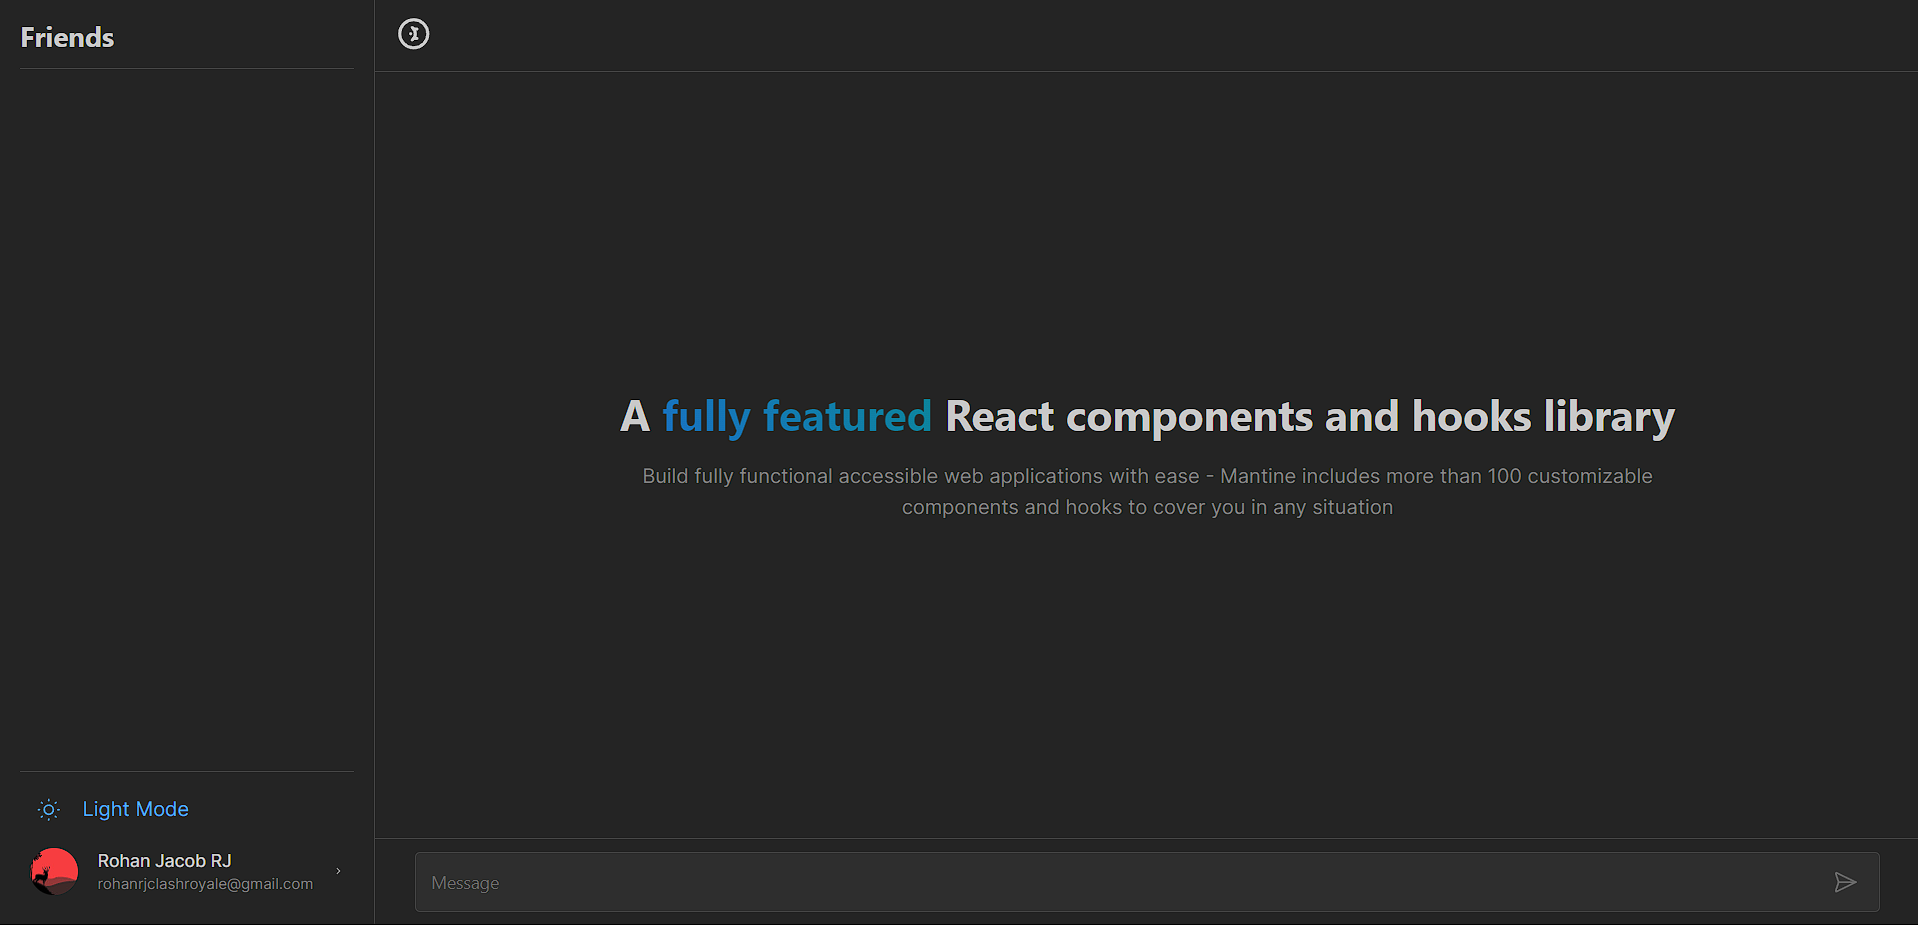 Friends
A fully featured React components and hooks library
Build fully functional accessible web applications with ease - Mantine includes more than 100 customizable
components and hooks to cover you in any situation
Light Mode
Rohan Jacob RJ
rohanrjclashroyale@gmail.com
Message